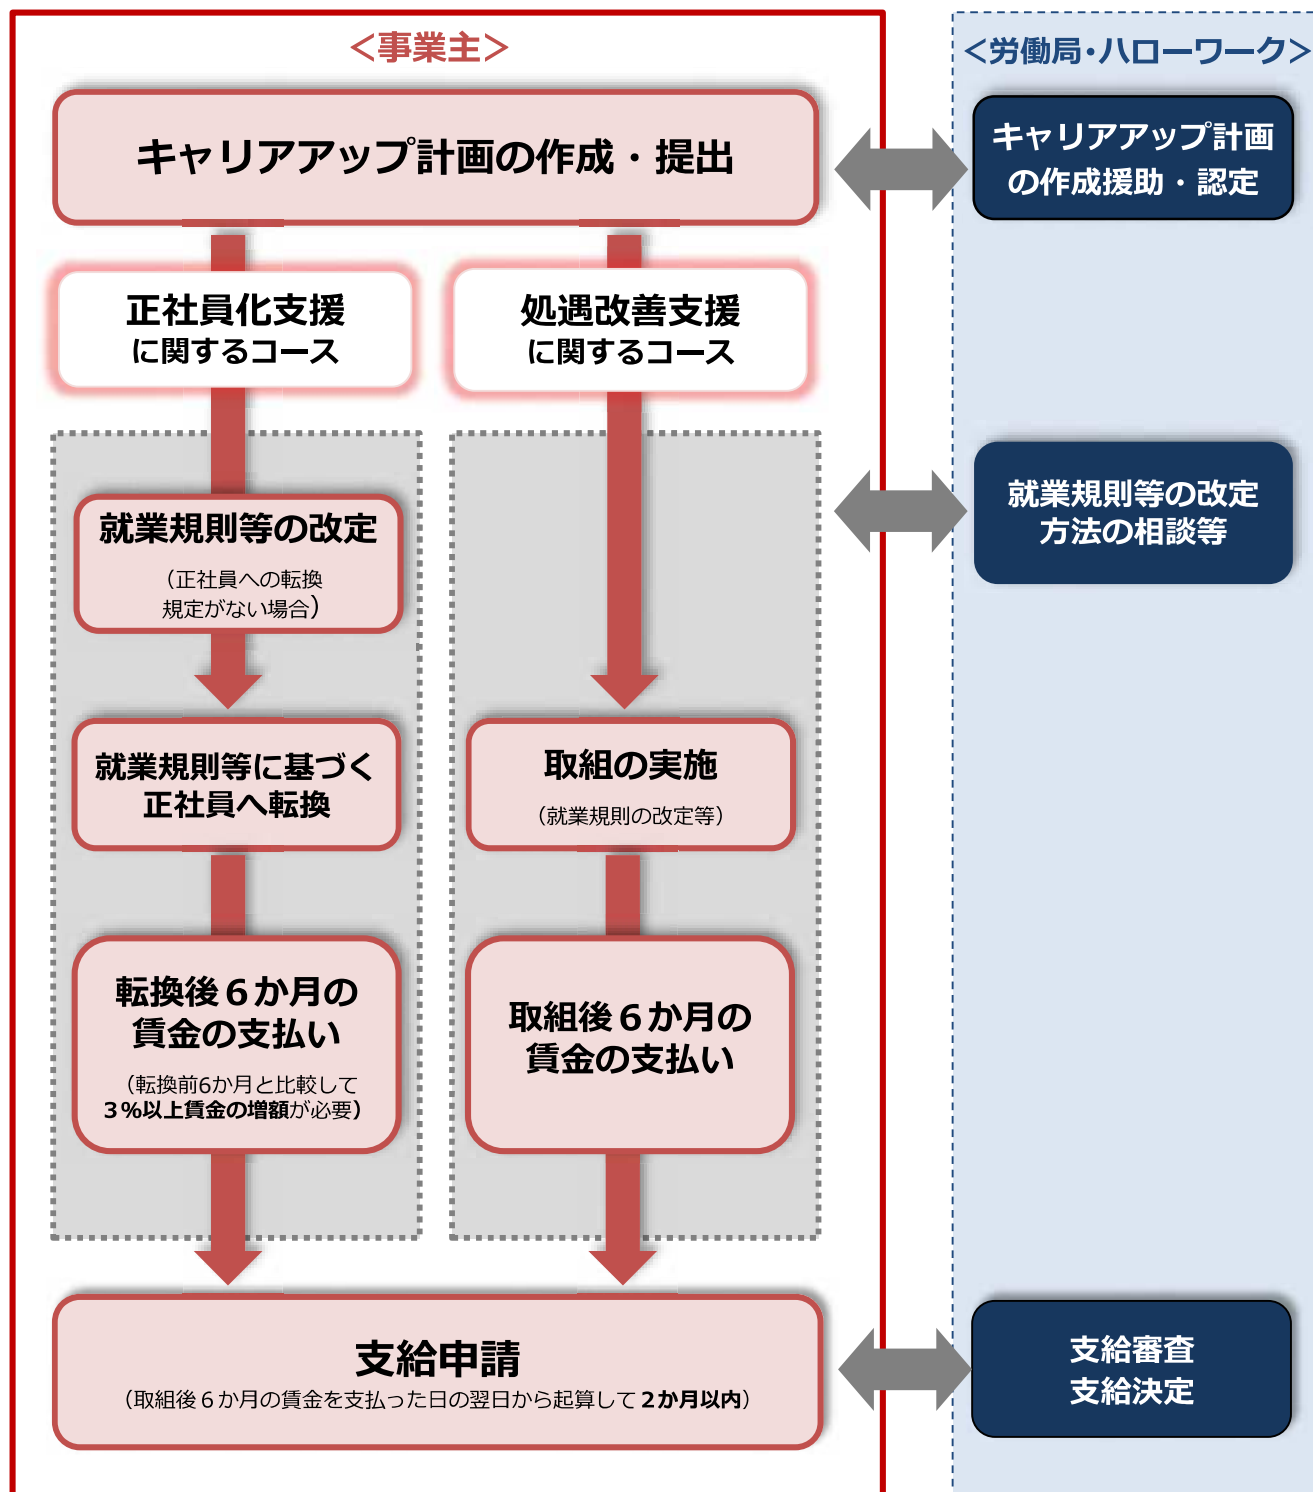 ＜事業主＞
＜労働局・ハローワーク＞
キャリアアップ計画の作成・提出
キャリアアップ計画
の作成援助・認定
正社員化支援
に関するコース
処遇改善支援
に関するコース
就業規則等の改定
（正社員への転換
規定がない場合）
就業規則等の改定
方法の相談等
就業規則等に基づく
正社員へ転換
取組の実施
（就業規則の改定等）
転換後６か月の
賃金の支払い
（転換前6か月と比較して
３％以上賃金の増額が必要）
取組後６か月の
賃金の支払い
支給申請
（取組後６か月の賃金を支払った日の翌日から起算して２か月以内）
支給審査
支給決定